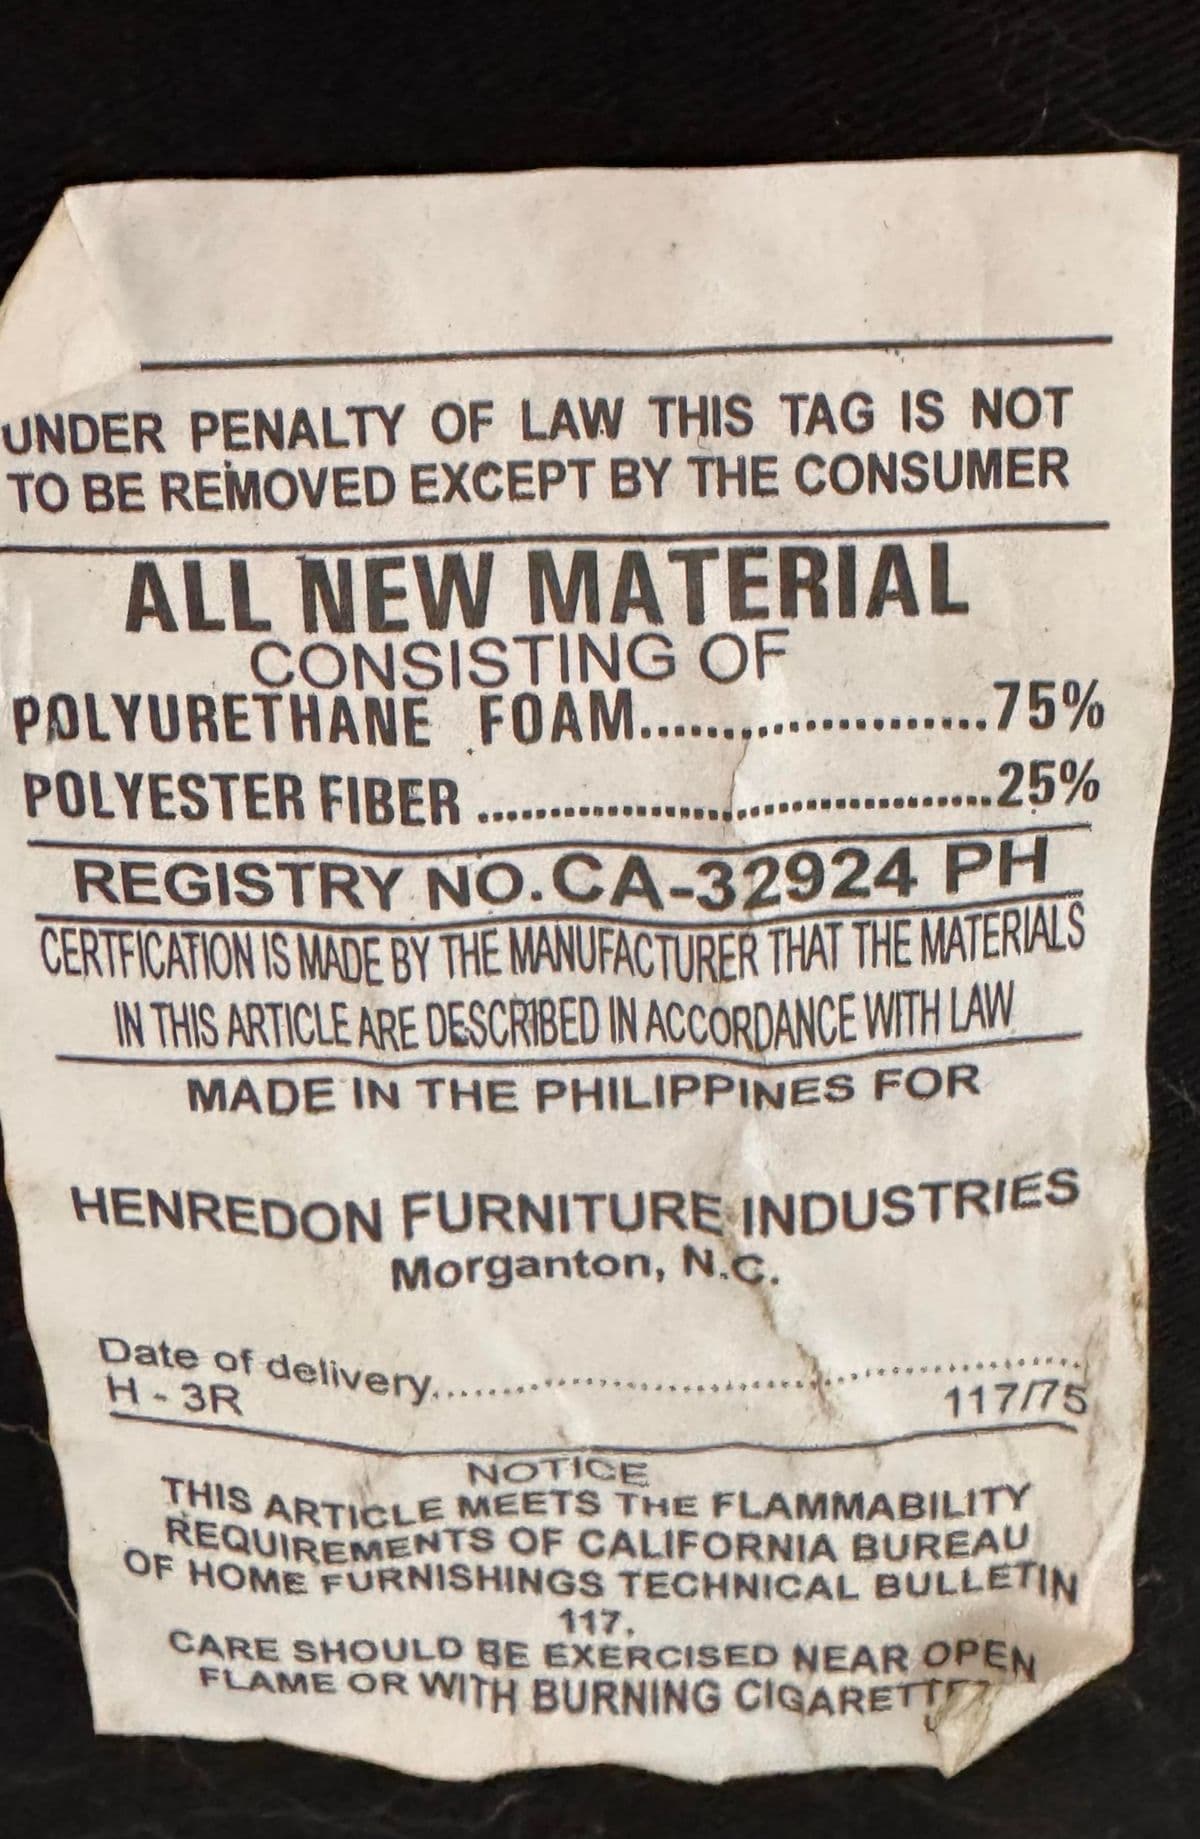 UNDER PENALTY OF LAW THIS TAG IS NOT
TO BE REMOVED EXCEPT BY THE CONSUMER
ALL NEW MATERIAL
CONSISTING OF
POLYURETHANE FOAM........................75%
POLYESTER FIBER ....................................25%
REGISTRY NO. CA-32924 PH
CERTFICATION IS MADE BY THE MANUFACTURER THAT THE MATERIALS
IN THIS ARTICLE ARE DESCRIBED IN ACCORDANCE WITH LAW
MADE IN THE PHILIPPINES FOR
HENREDON FURNITURE INDUSTRIES
Morganton, N.C.
Date of delivery..............................................
H - 3R 117/75
NOTICE
THIS ARTICLE MEETS THE FLAMMABILITY
REQUIREMENTS OF CALIFORNIA BUREAU
OF HOME FURNISHINGS TECHNICAL BULLETIN
117.
CARE SHOULD BE EXERCISED NEAR OPEN
FLAME OR WITH BURNING